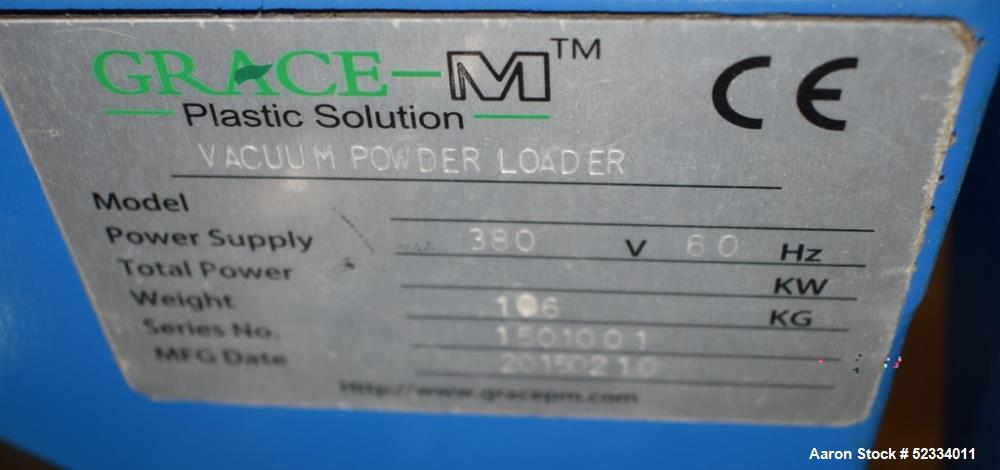 GRACE-M™
CE
Plastic Solution
VACUUM POWDER LOADER
Model
Power Supply 380 V 60 Hz
Total Power KW
Weight KG
Series No. 1501001
MFG Date 20150210
Http://www.gracepm.com
Aaron Stock # 52334011